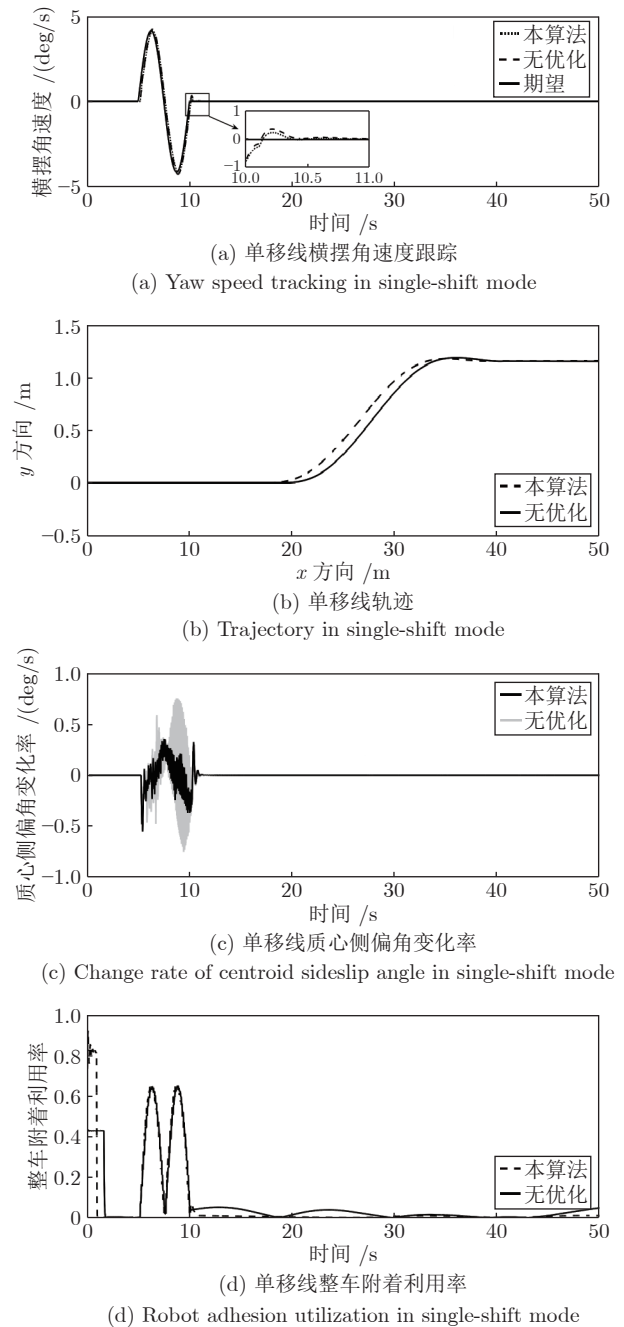 5
0
−5
横摆角速度 /(deg/s)
本算法
无优化
期望
1
0
−1
10.0 10.5 11.0
0 10 20 30 40 50
时间 /s
(a) 单移线横摆角速度跟踪
(a) Yaw speed tracking in single-shift mode
1.5
1.0
0.5
0
−0.5
y 方向 /m
本算法
无优化
0 10 20 30 40 50
x 方向 /m
(b) 单移线轨迹
(b) Trajectory in single-shift mode
1.0
0.5
0
−0.5
−1.0
质心侧偏角变化率 /(deg/s)
本算法
无优化
0 10 20 30 40 50
时间 /s
(c) 单移线质心侧偏角变化率
(c) Change rate of centroid sideslip angle in single-shift mode
1.0
0.8
0.6
0.4
0.2
0
整车附着利用率
本算法
无优化
0 10 20 30 40 50
时间 /s
(d) 单移线整车附着利用率
(d) Robot adhesion utilization in single-shift mode